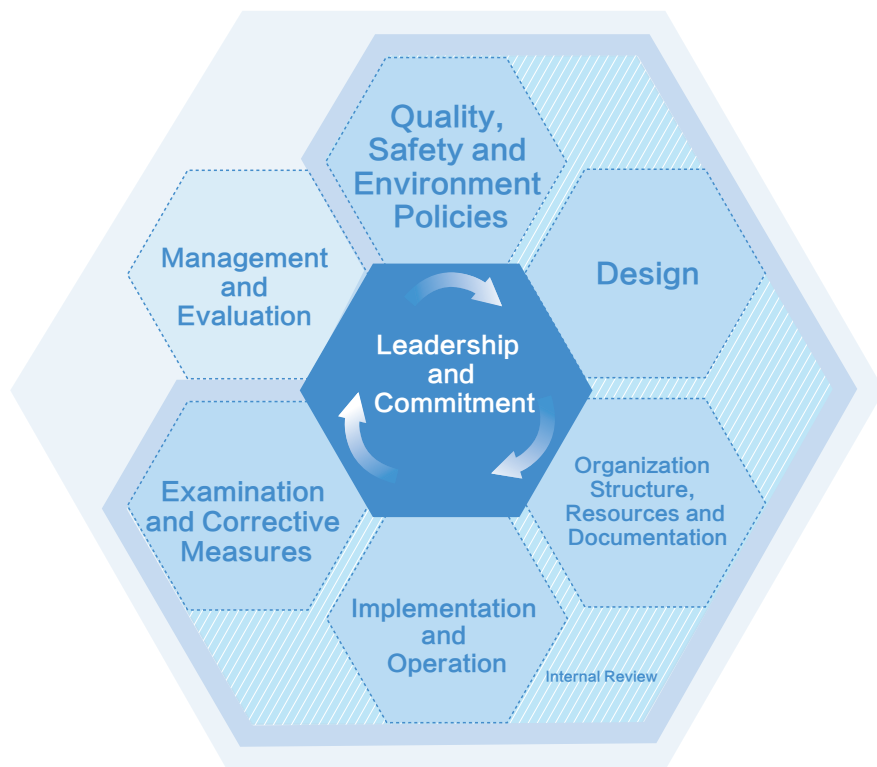 Quality,
Safety and
Environment
Policies
Design
Organization
Structure,
Resources and
Documentation
Implementation
and
Operation
Internal Review
Examination
and Corrective
Measures
Management
and
Evaluation
Leadership
and
Commitment